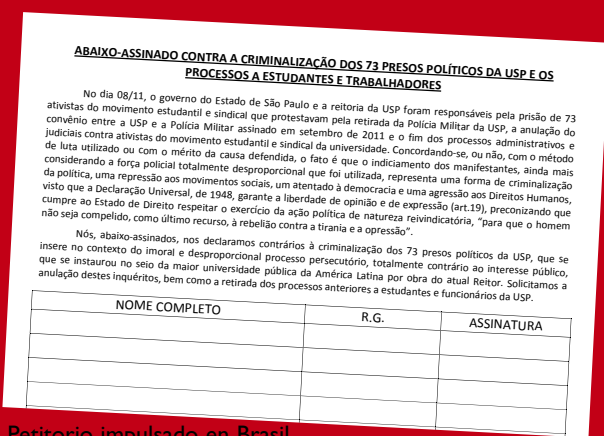 ABAIXO-ASSINADO CONTRA A CRIMINALIZAÇÃO DOS 73 PRESOS POLÍTICOS DA USP E OS
PROCESSOS A ESTUDANTES E TRABALHADORES
No dia 08/11, o governo do Estado de São Paulo e a reitoria da USP foram responsáveis pela prisão de 73
ativistas do movimento estudantil e sindical que protestavam pela retirada da Polícia Militar da USP, a anulação do
convênio entre a USP e a Polícia Militar assinado em setembro de 2011 e o fim dos processos administrativos e
judiciais contra ativistas do movimento estudantil e sindical da universidade. Concordando-se, ou não, com o método
de luta utilizado ou com o mérito da causa defendida, o fato é que o indiciamento dos manifestantes, ainda mais
considerando a força policial totalmente desproporcional que foi utilizada, representa uma forma de criminalização
da política, uma repressão aos movimentos sociais, um atentado à democracia e uma agressão aos Direitos Humanos,
visto que a Declaração Universal, de 1948, garante a liberdade de opinião e de expressão (art.19), preconizando que
cumpre ao Estado de Direito respeitar o exercício da ação política de natureza reivindicatória, “para que o homem
não seja compelido, como último recurso, à rebelião contra a tirania e a opressão”.
Nós, abaixo-assinados, nos declaramos contrários à criminalização dos 73 presos políticos da USP, que se
insere no contexto do imoral e desproporcional processo persecutório, totalmente contrário ao interesse público,
que se instaurou no seio da maior universidade pública da América Latina por obra do atual Reitor. Solicitamos a
anulação destes inquéritos, bem como a retirada dos processos anteriores a estudantes e funcionários da USP.
NOME COMPLETO R.G. ASSINATURA
Petitorio impulsado en Brasil